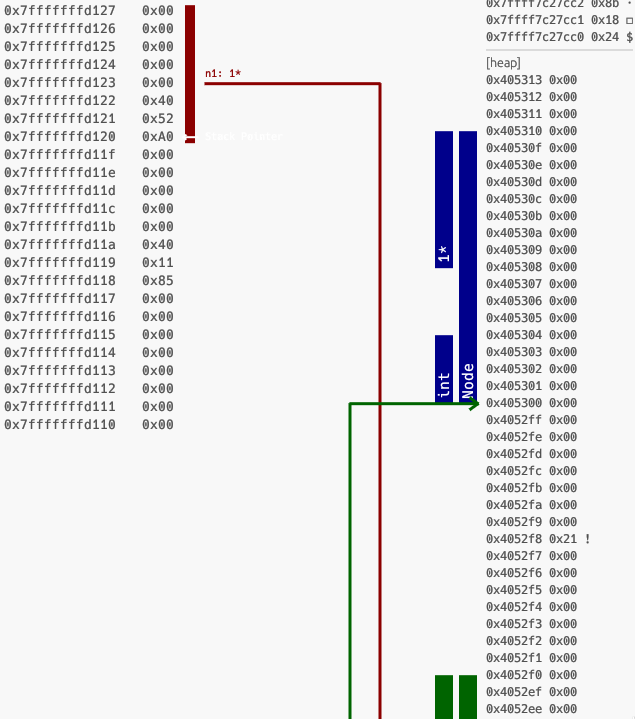 0x7fffffffd127 0x00
0x7fffffffd126 0x00
0x7fffffffd125 0x00
0x7fffffffd124 0x00
0x7fffffffd123 0x00
0x7fffffffd122 0x40
0x7fffffffd121 0x52
0x7fffffffd120 0xA0
0x7fffffffd11f 0x00
0x7fffffffd11e 0x00
0x7fffffffd11d 0x00
0x7fffffffd11c 0x00
0x7fffffffd11b 0x00
0x7fffffffd11a 0x40
0x7fffffffd119 0x11
0x7fffffffd118 0x85
0x7fffffffd117 0x00
0x7fffffffd116 0x00
0x7fffffffd115 0x00
0x7fffffffd114 0x00
0x7fffffffd113 0x00
0x7fffffffd112 0x00
0x7fffffffd111 0x00
0x7fffffffd110 0x00
n1: 1*
Stack Pointer
1*
int
Node
0x7ffff7c27cc2 0x8b ·
0x7ffff7c27cc1 0x18 □
0x7ffff7c27cc0 0x24 $
[heap]
0x405313 0x00
0x405312 0x00
0x405311 0x00
0x405310 0x00
0x40530f 0x00
0x40530e 0x00
0x40530d 0x00
0x40530c 0x00
0x40530b 0x00
0x40530a 0x00
0x405309 0x00
0x405308 0x00
0x405307 0x00
0x405306 0x00
0x405305 0x00
0x405304 0x00
0x405303 0x00
0x405302 0x00
0x405301 0x00
0x405300 0x00
0x4052ff 0x00
0x4052fe 0x00
0x4052fd 0x00
0x4052fc 0x00
0x4052fb 0x00
0x4052fa 0x00
0x4052f9 0x00
0x4052f8 0x21 !
0x4052f7 0x00
0x4052f6 0x00
0x4052f5 0x00
0x4052f4 0x00
0x4052f3 0x00
0x4052f2 0x00
0x4052f1 0x00
0x4052f0 0x00
0x4052ef 0x00
0x4052ee 0x00